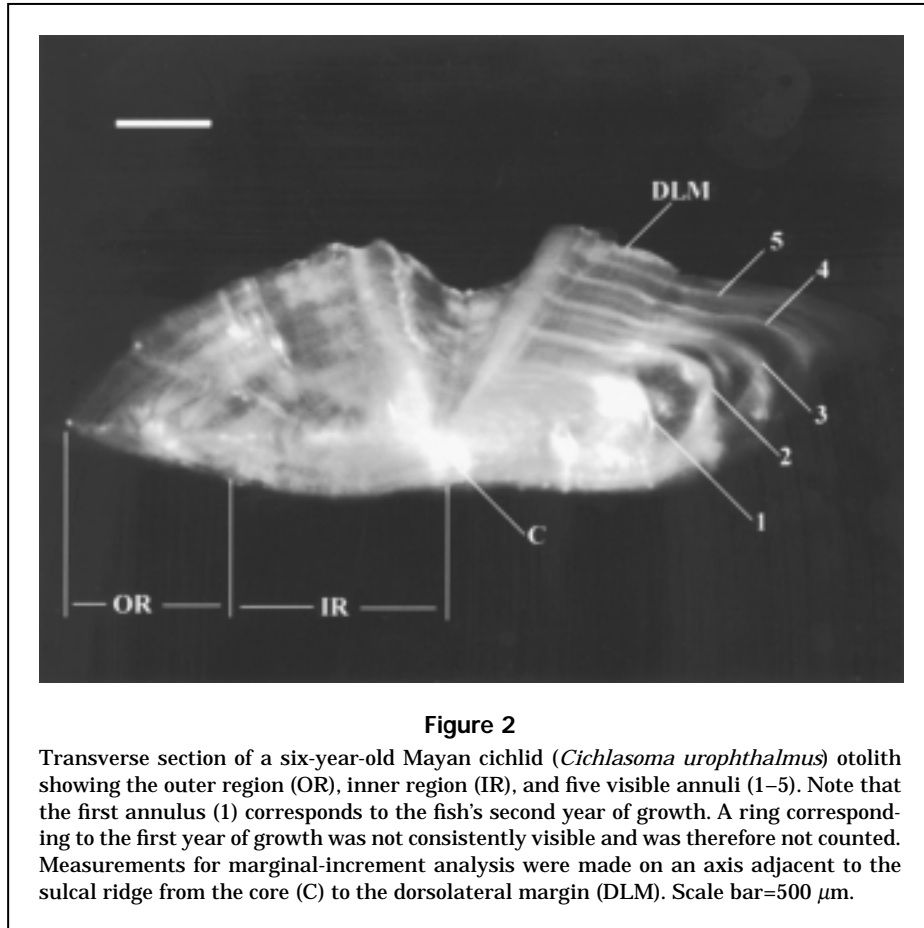 DLM
5
4
3
2
1
C
OR
IR
Figure 2
Transverse section of a six-year-old Mayan cichlid (Cichlasoma urophthalmus) otolith
showing the outer region (OR), inner region (IR), and five visible annuli (1–5). Note that
the first annulus (1) corresponds to the fish's second year of growth. A ring correspond-
ing to the first year of growth was not consistently visible and was therefore not counted.
Measurements for marginal-increment analysis were made on an axis adjacent to the
sulcal ridge from the core (C) to the dorsolateral margin (DLM). Scale bar=500 μm.